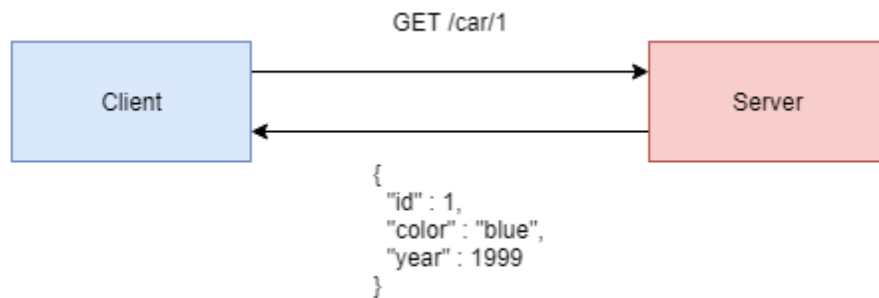 GET /car/1
Client
Server
{
"id" : 1,
"color" : "blue",
"year" : 1999
}